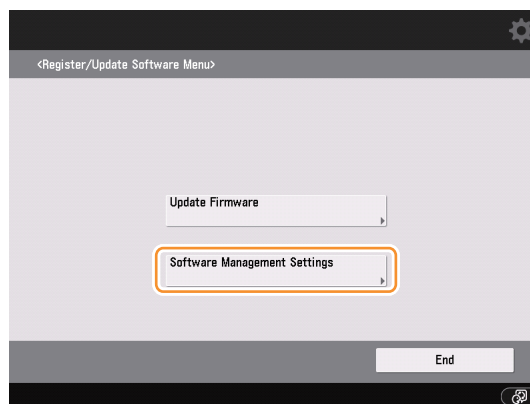 <Register/Update Software Menu>
Update Firmware
Software Management Settings
End